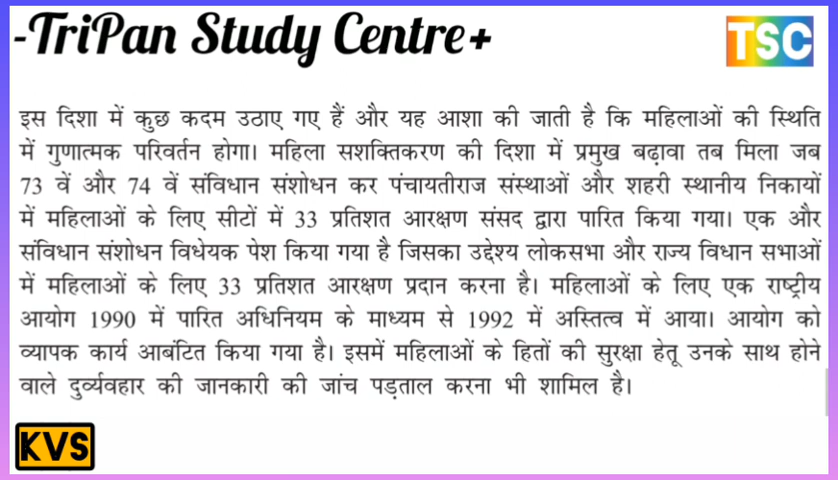 -TriPan Study Centre+
TSC
इस दिशा में कुछ कदम उठाए गए हैं और यह आशा की जाती है कि महिलाओं की स्थिति
में गुणात्मक परिवर्तन होगा। महिला सशक्तिकरण की दिशा में प्रमुख बढ़ावा तब मिला जब
73 वें और 74 वें संविधान संशोधन कर पंचायतीराज संस्थाओं और शहरी स्थानीय निकायों
में महिलाओं के लिए सीटों में 33 प्रतिशत आरक्षण संसद द्वारा पारित किया गया। एक और
संविधान संशोधन विधेयक पेश किया गया है जिसका उद्देश्य लोकसभा और राज्य विधान सभाओं
में महिलाओं के लिए 33 प्रतिशत आरक्षण प्रदान करना है। महिलाओं के लिए एक राष्ट्रीय
आयोग 1990 में पारित अधिनियम के माध्यम से 1992 में अस्तित्व में आया। आयोग को
व्यापक कार्य आबंटित किया गया है। इसमें महिलाओं के हितों की सुरक्षा हेतू उनके साथ होने
वाले दुर्व्यवहार की जानकारी की जांच पड़ताल करना भी शामिल है।
KVS